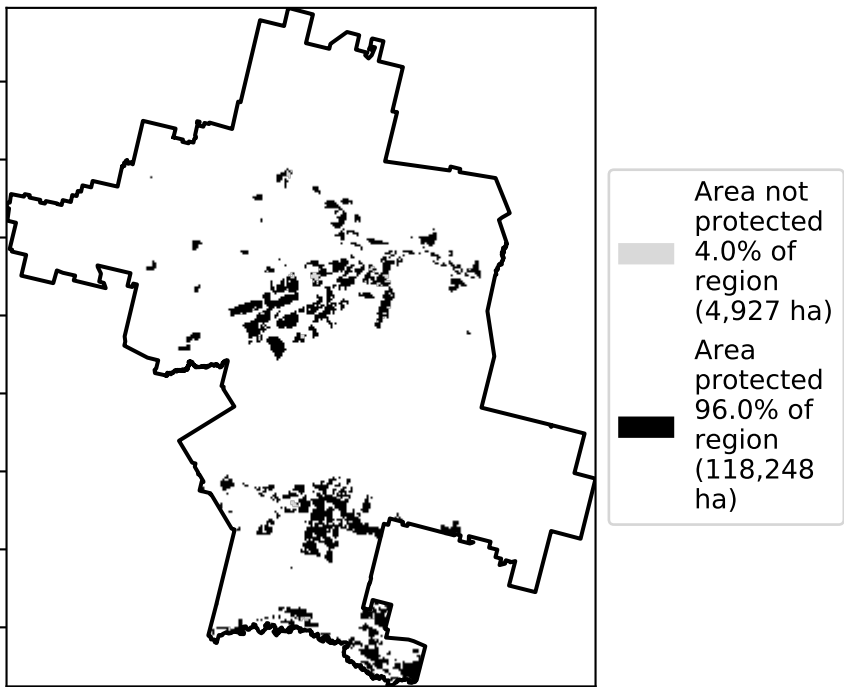 Area not
protected
4.0% of
region
(4,927 ha)
Area
protected
96.0% of
region
(118,248
ha)